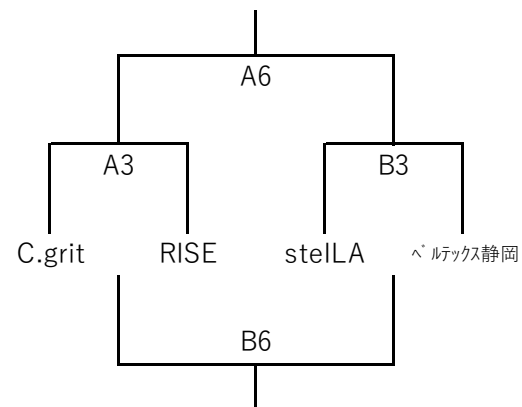 A6
A3 B3
C.grit RISE stelLA ﾍﾞﾙﾃｯｸｽ静岡
B6